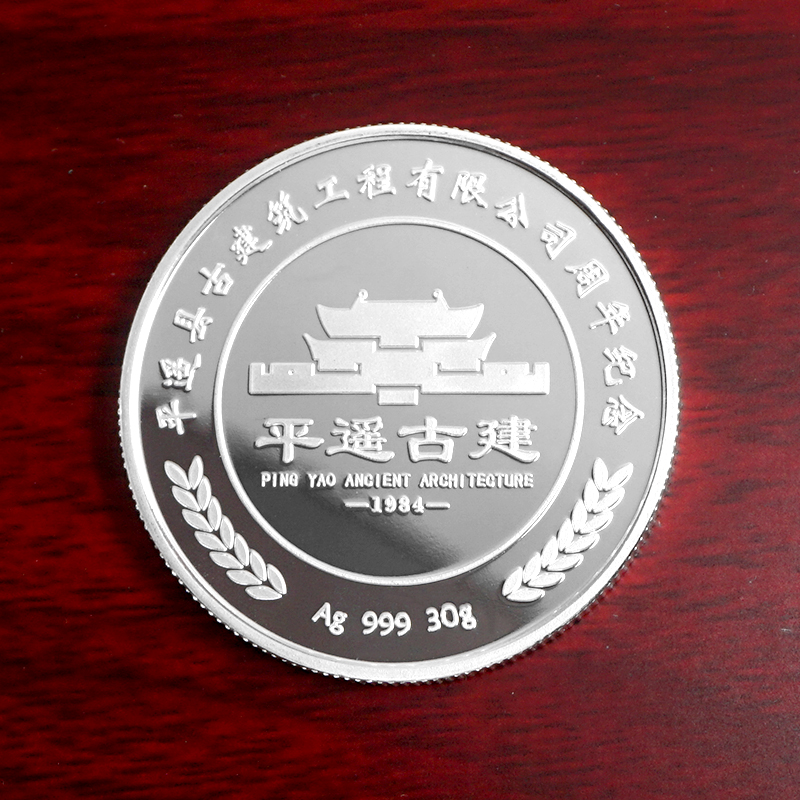 平遥县古建筑工程有限公司周年纪念
平遥古建
PING YAO ANCIENT ARCHITECTURE
—1984—
Ag 999 30g